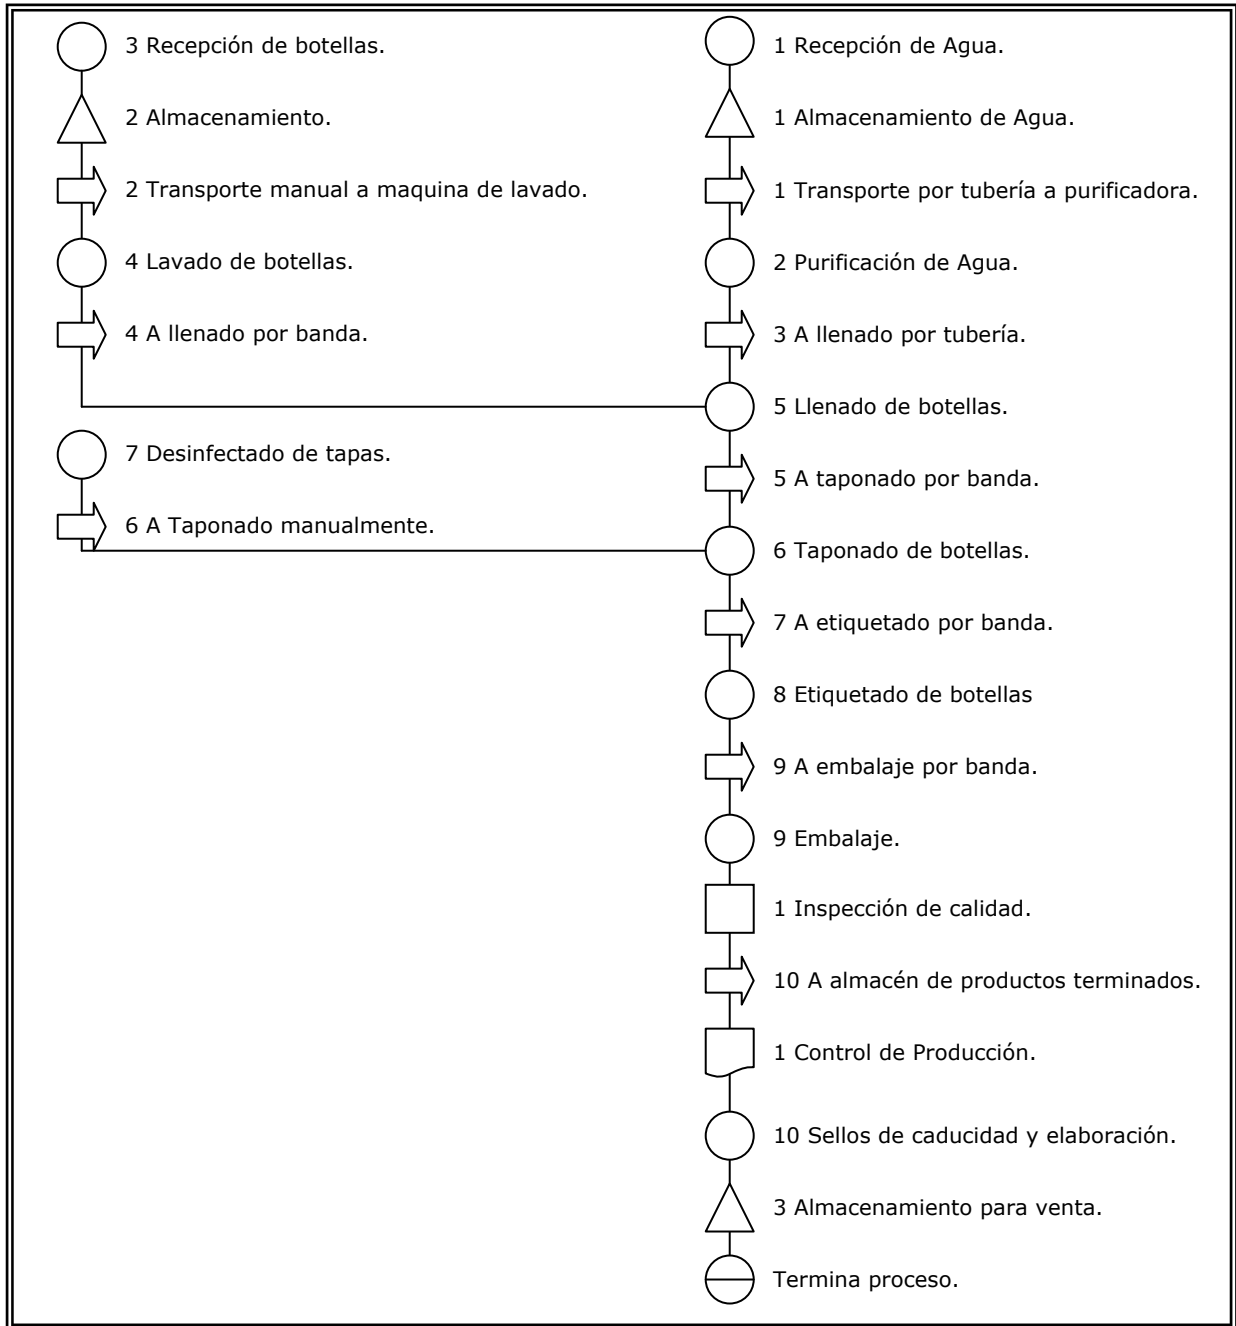 3 Recepción de botellas.
2 Almacenamiento.
2 Transporte manual a maquina de lavado.
4 Lavado de botellas.
4 A llenado por banda.
7 Desinfectado de tapas.
6 A Taponado manualmente.
1 Recepción de Agua.
1 Almacenamiento de Agua.
1 Transporte por tubería a purificadora.
2 Purificación de Agua.
3 A llenado por tubería.
5 Llenado de botellas.
5 A taponado por banda.
6 Taponado de botellas.
7 A etiquetado por banda.
8 Etiquetado de botellas
9 A embalaje por banda.
9 Embalaje.
1 Inspección de calidad.
10 A almacén de productos terminados.
1 Control de Producción.
10 Sellos de caducidad y elaboración.
3 Almacenamiento para venta.
Termina proceso.